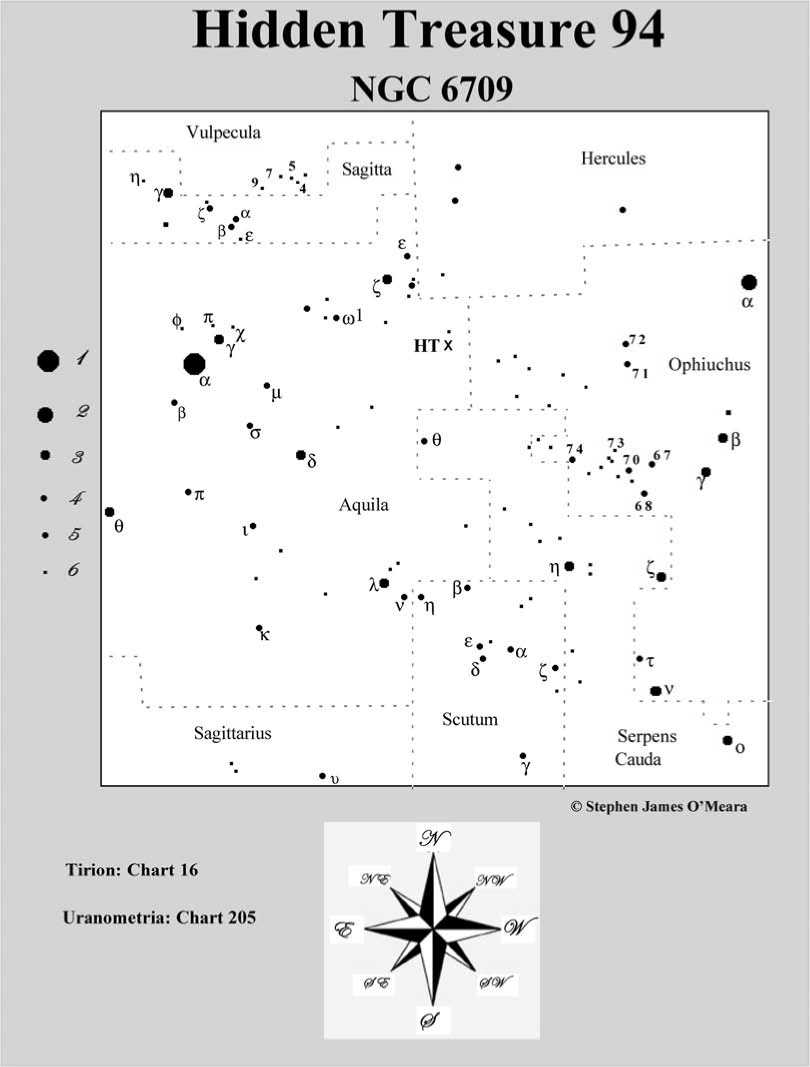 Hidden Treasure 94
NGC 6709
Vulpecula
Hercules
Sagitta
5
7
9
4
η
γ
ζ
α
β
ε
ε
ζ
α
ω1
φ
π
χ
γ
HT x
72
71
Ophiuchus
1
α
μ
β
2
σ
θ
β
73
74
70
67
3
δ
γ
68
4
π
Aquila
θ
ι
5
η
ζ
6
λ
β
ν
η
κ
ε
α
τ
δ
ζ
ν
Scutum
Sagittarius
Serpens
Cauda
ο
γ
υ
© Stephen James O’Meara
Tirion: Chart 16
Uranometria: Chart 205
N
NE
NW
E
W
SE
SW
S